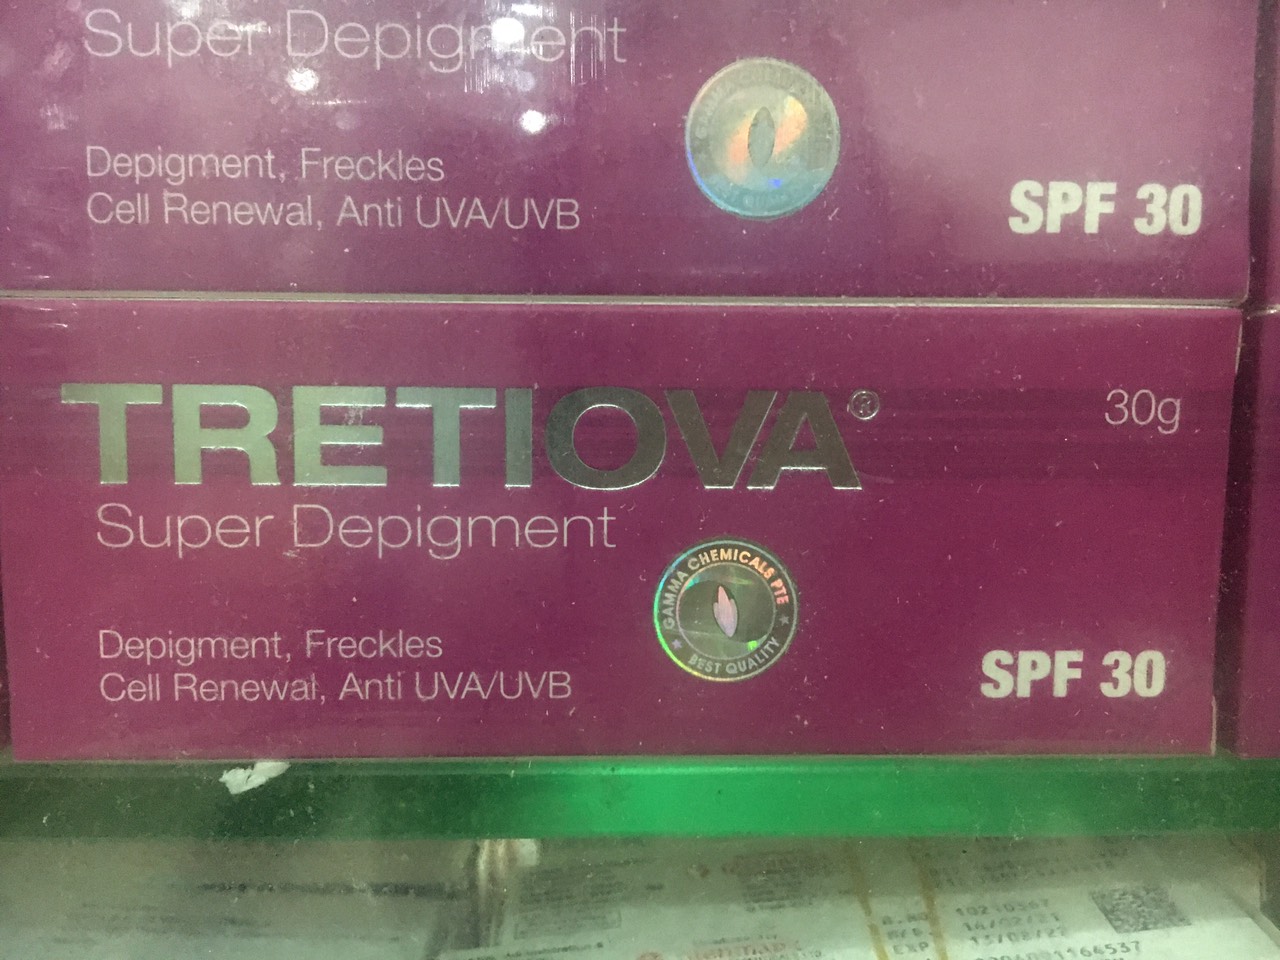 Super Depigment
Depigment, Freckles
Cell Renewal, Anti UVA/UVB
SPF 30
TRETIOVA®
30g
Super Depigment
GAMMA CHEMICALS PTE
BEST QUALITY
Depigment, Freckles
Cell Renewal, Anti UVA/UVB
SPF 30
EXP